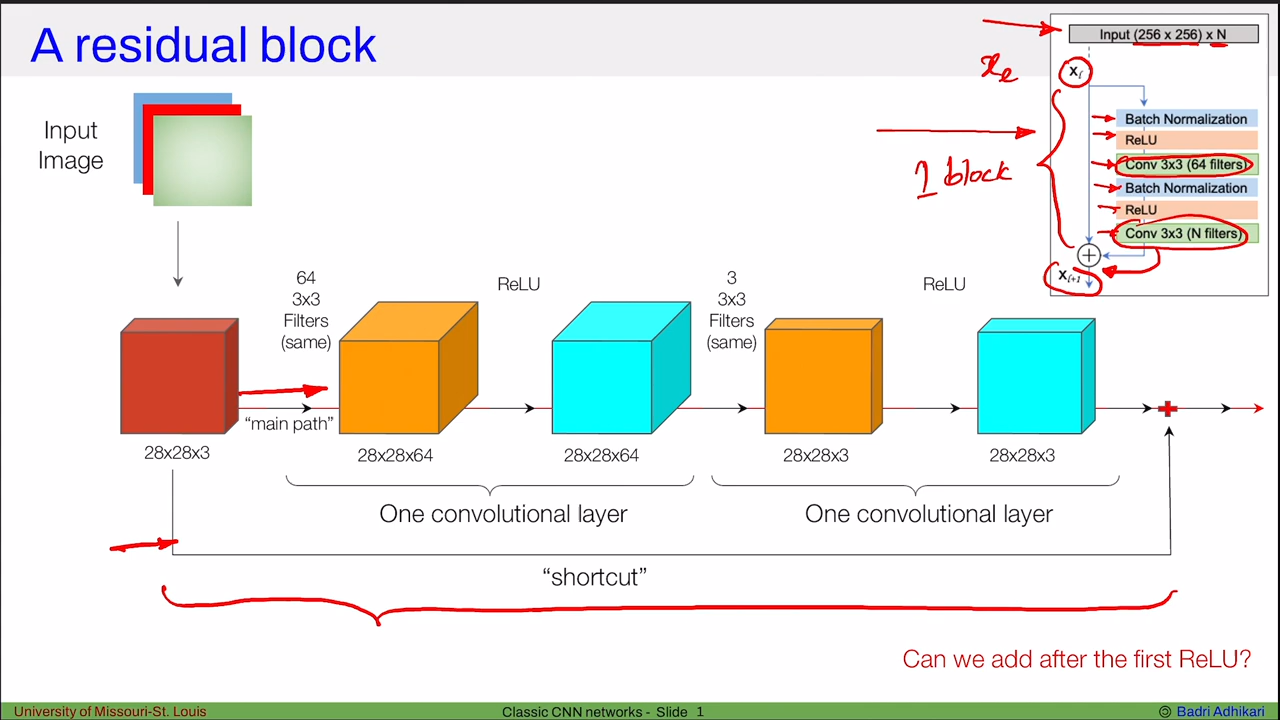 A residual block
Input
Image
64
3x3
Filters
(same)
ReLU
3
3x3
Filters
(same)
ReLU
"main path"
28x28x3
28x28x64
28x28x64
28x28x3
28x28x3
One convolutional layer
One convolutional layer
"shortcut"
Can we add after the first ReLU?
Input (256 x 256) x N
xₗ
xₗ
Batch Normalization
ReLU
Conv 3x3 (64 filters)
Batch Normalization
ReLU
Conv 3x3 (N filters)
+
xₗ₊₁
1 block
University of Missouri-St. Louis
Classic CNN networks - Slide 1
Badri Adhikari